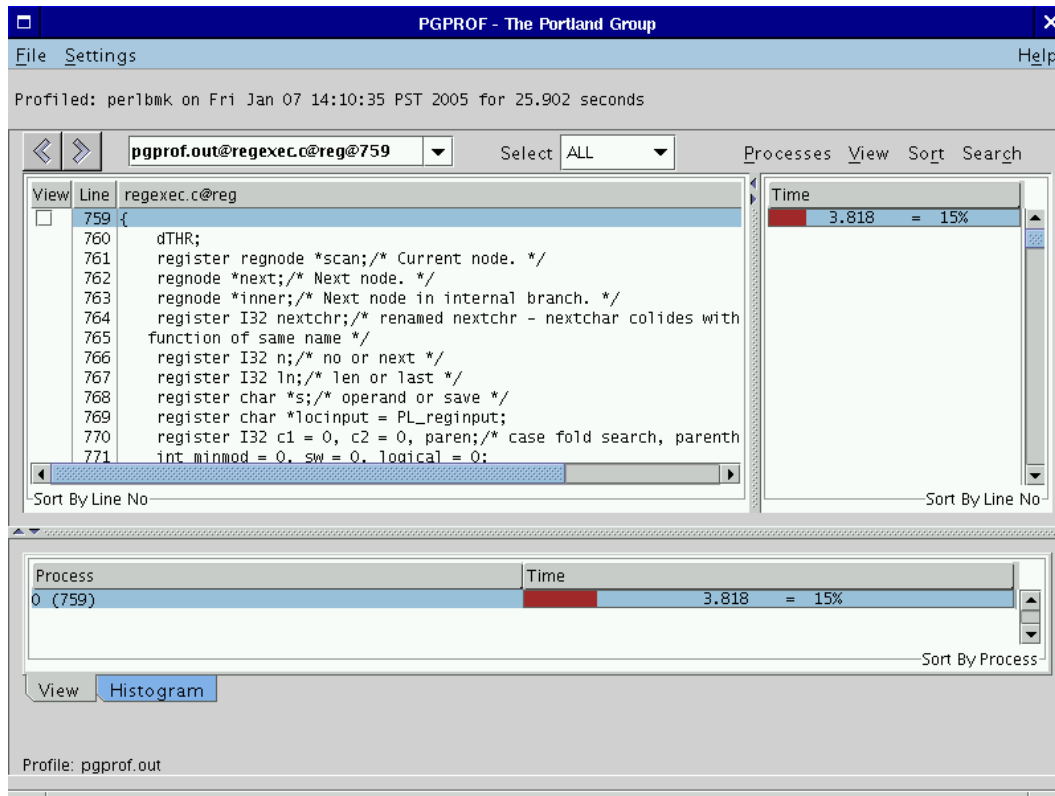 PGPROF - The Portland Group
File Settings Help
Profiled: perlbmk on Fri Jan 07 14:10:35 PST 2005 for 25.902 seconds
pgprof.out@regexec.c@reg@759 Select ALL Processes View Sort Search
View Line regexec.c@reg Time
759 { 3.818 = 15%
760 dTHR;
761 register regnode *scan;/* Current node. */
762 regnode *next;/* Next node. */
763 regnode *inner;/* Next node in internal branch. */
764 register I32 nextchr;/* renamed nextchr - nextchar colides with
765 function of same name */
766 register I32 n;/* no or next */
767 register I32 ln;/* len or last */
768 register char *s;/* operand or save */
769 register char *locinput = PL_reginput;
770 register I32 c1 = 0, c2 = 0, paren;/* case fold search, parenth
771 int minmod = 0, sw = 0, logical = 0;
Sort By Line No Sort By Line No
Process Time
0 (759) 3.818 = 15%
Sort By Process
View Histogram
Profile: pgprof.out